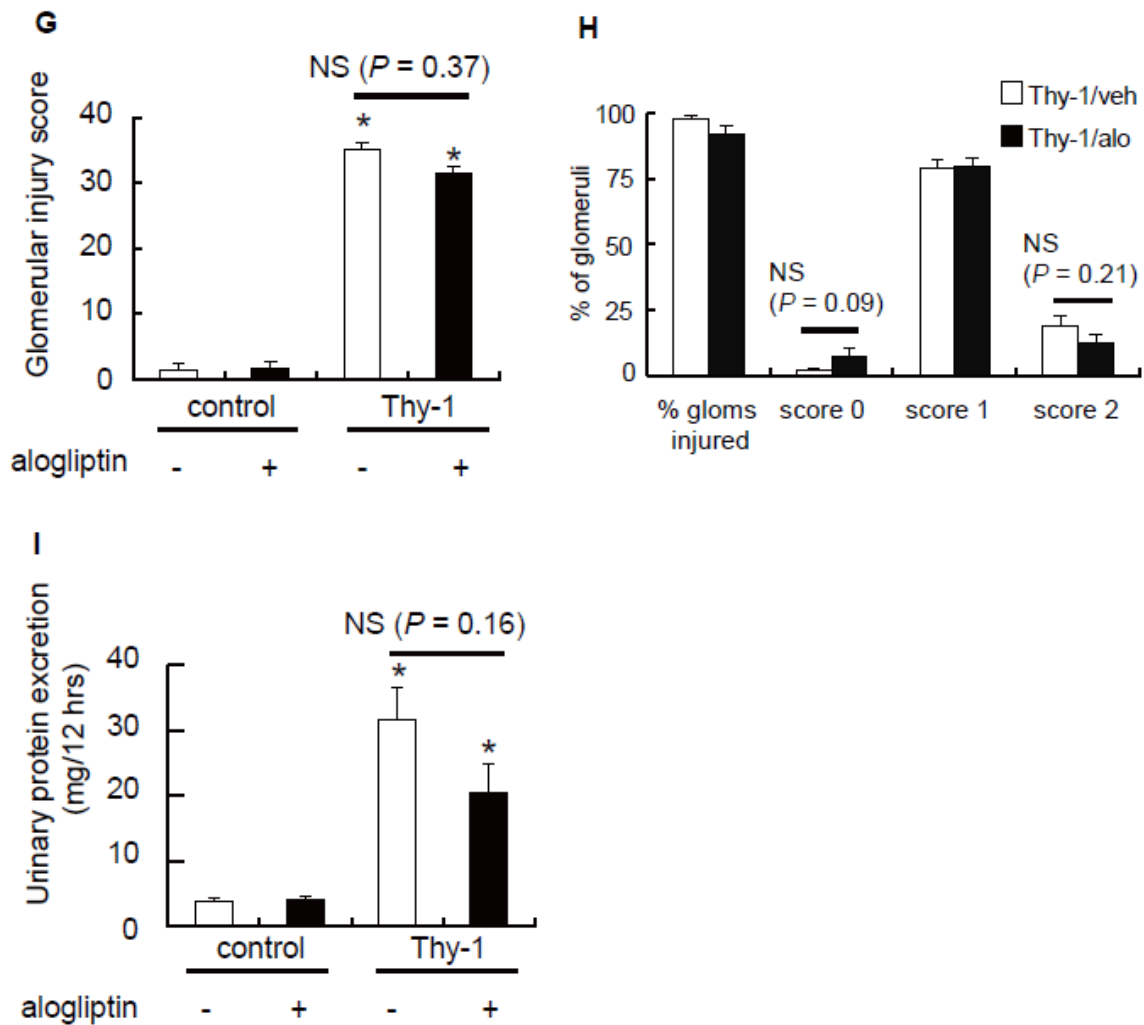 G
NS (P = 0.37)
Glomenular injury score
40
30
20
10
0
*
*
control
Thy-1
alogliptin
-
+
-
+
H
Thy-1/veh
Thy-1/alo
% of glomeruli
100
75
50
25
0
NS
(P = 0.09)
NS
(P = 0.21)
% gloms
injured
score 0
score 1
score 2
I
NS (P = 0.16)
Urinary protein excretion
(mg/12 hrs)
40
30
20
10
0
*
*
control
Thy-1
alogliptin
-
+
-
+